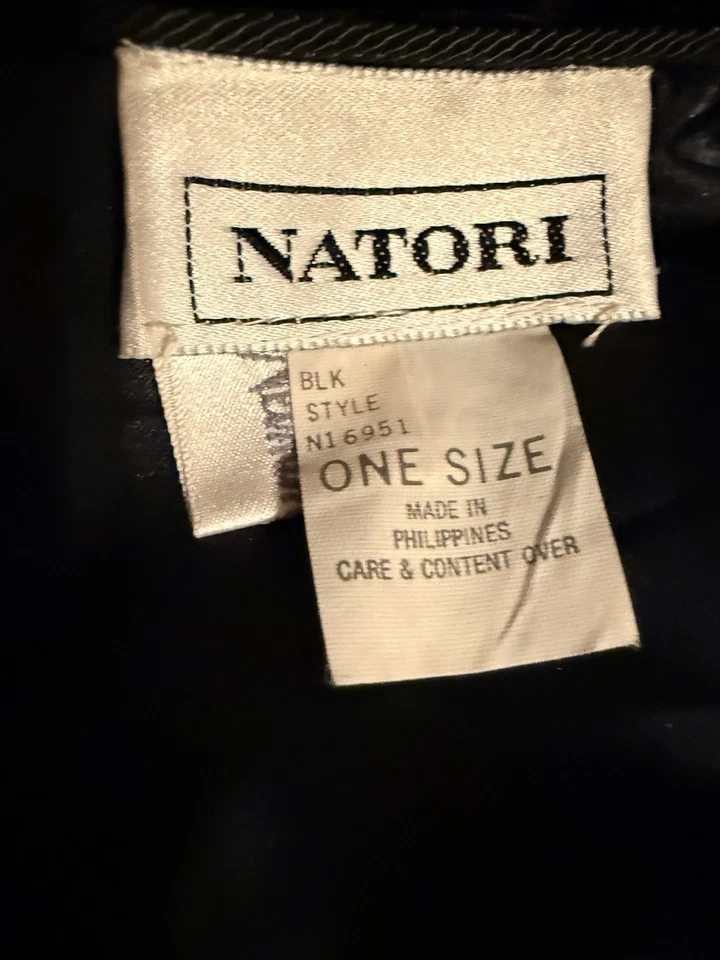 NATORI
BLK
STYLE
N16951
ONE SIZE
MADE IN
PHILIPPINES
CARE & CONTENT OVER